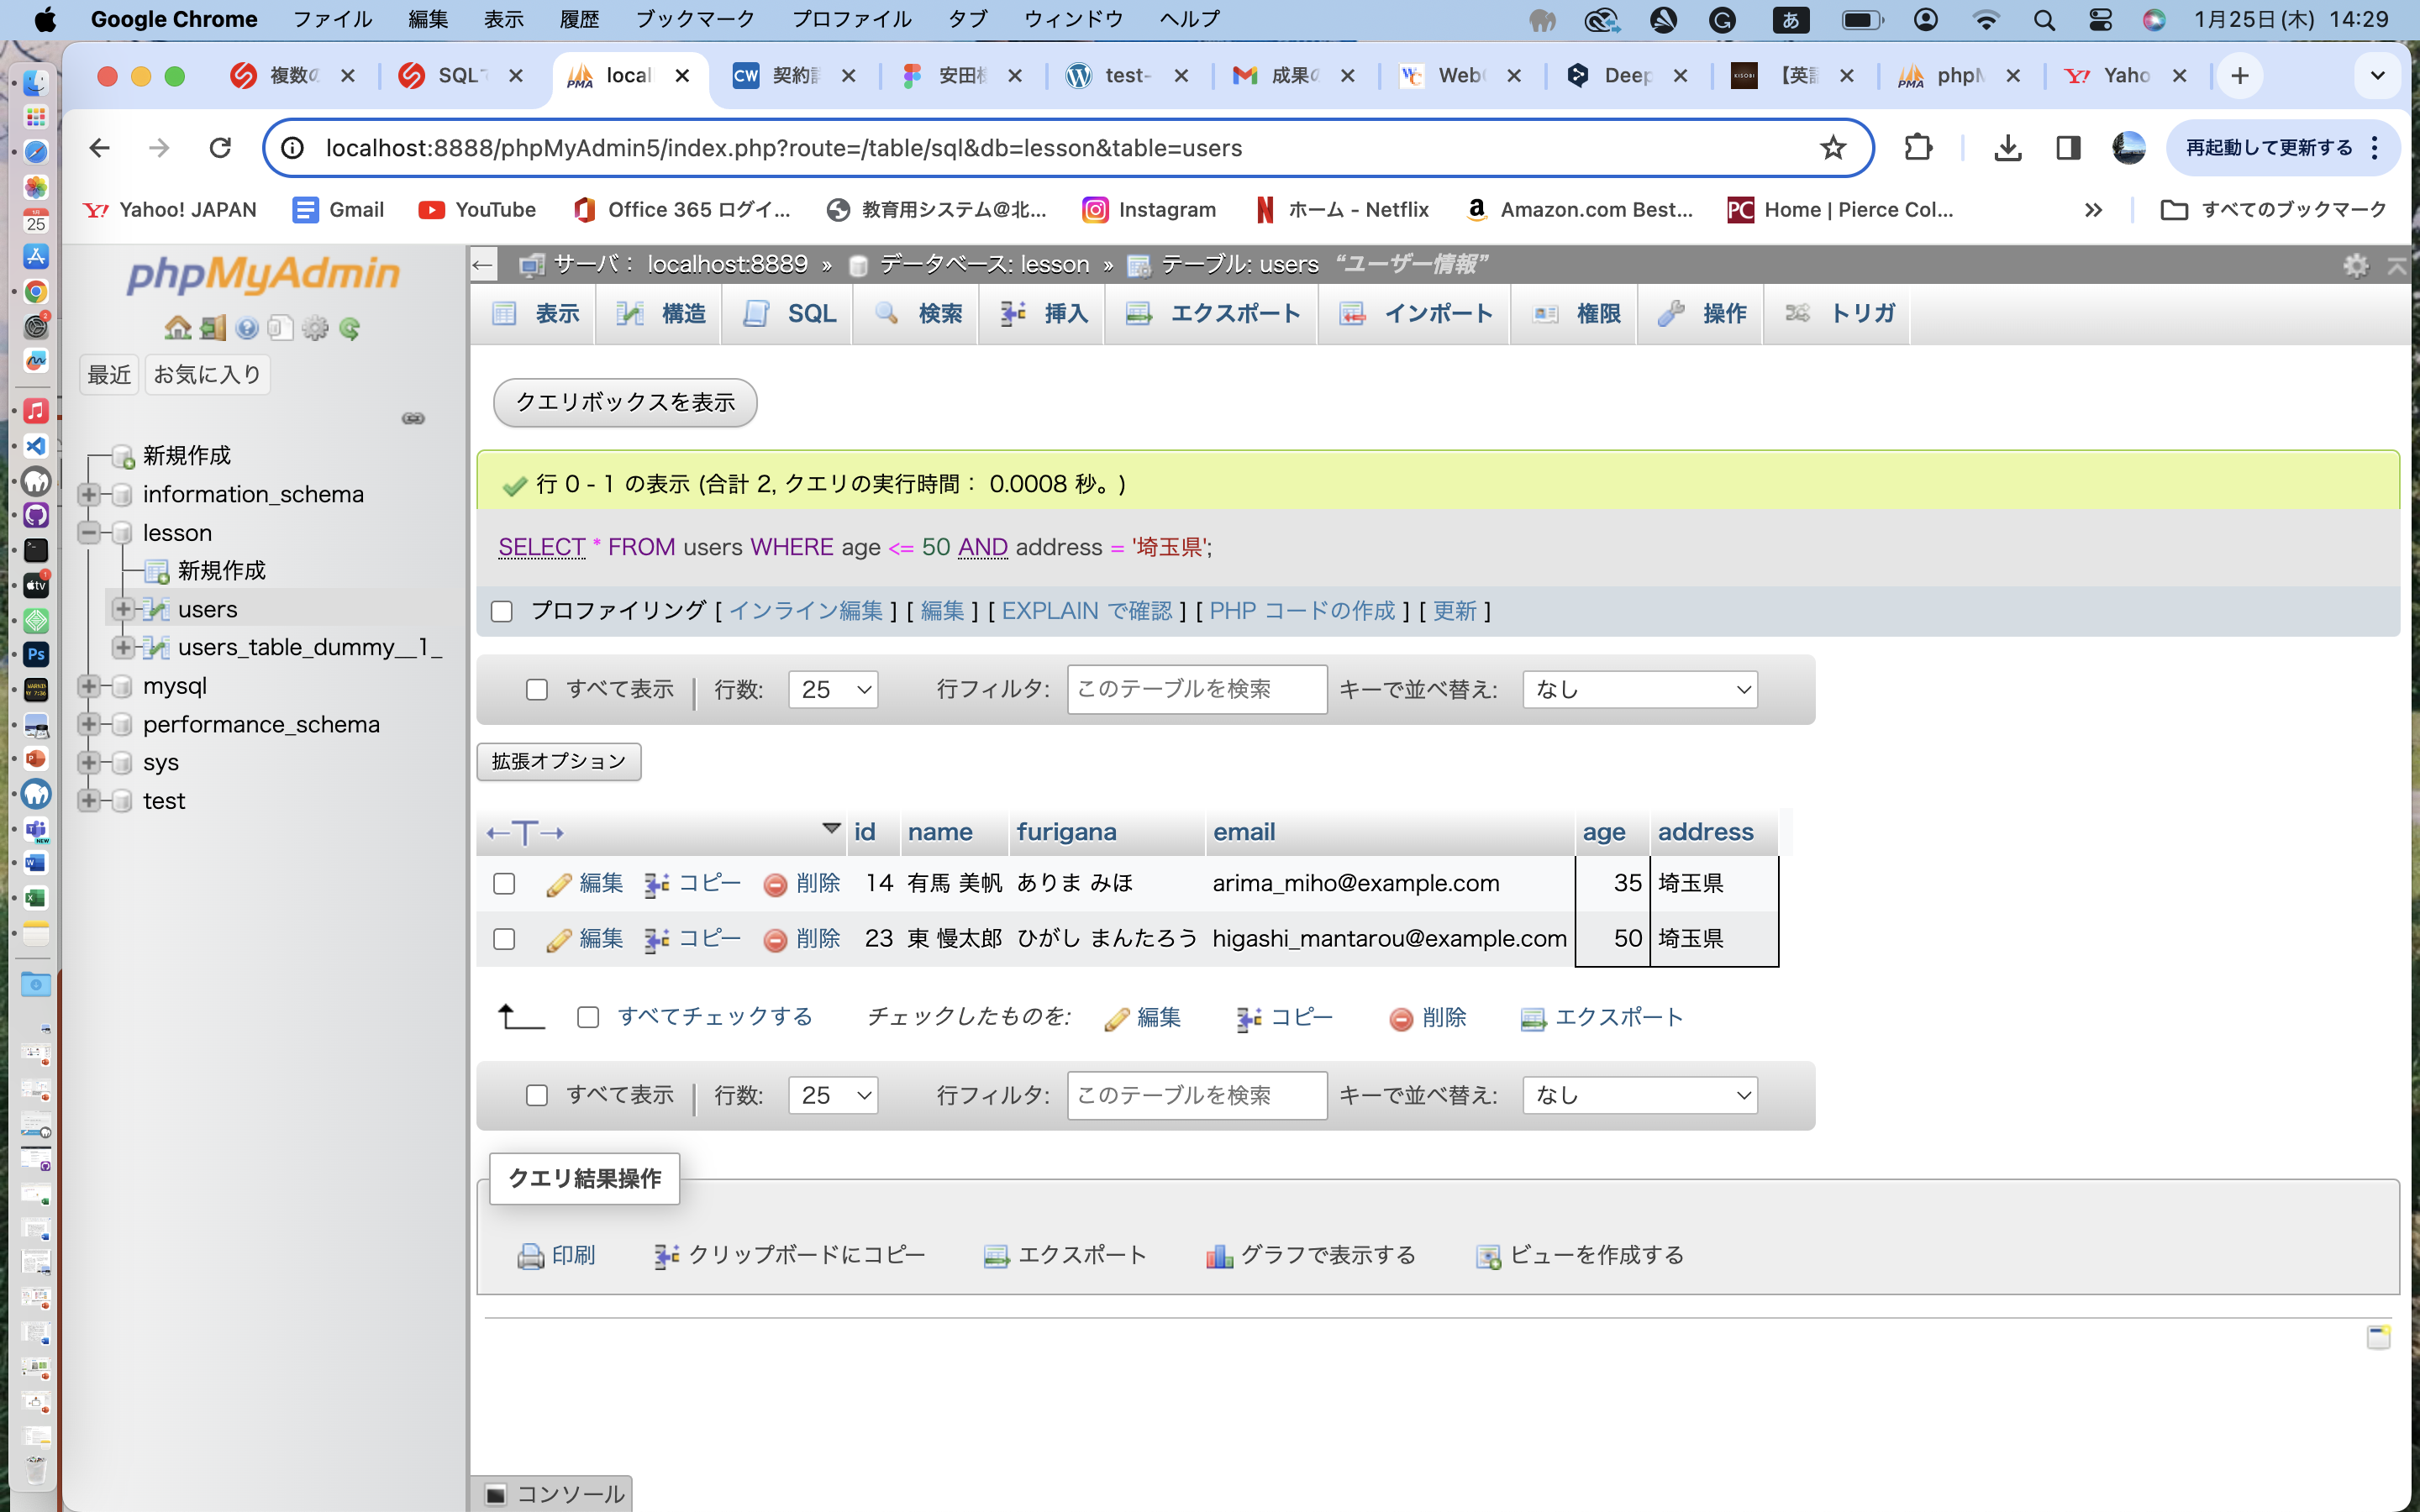 Google Chrome ファイル 編集 表示 履歴 ブックマーク プロファイル タブ ウィンドウ ヘルプ あ 1月25日(木) 14:29
複数の SQLで local CW 契約 安田 test- 成果の Web Deep 【英 phpM Yaho
localhost:8888/phpMyAdmin5/index.php?route=/table/sql&db=lesson&table=users 再起動して更新する
Yahoo! JAPAN Gmail YouTube Office 365 ログイ... 教育用システム@北... Instagram ホーム - Netflix Amazon.com Best... Home | Pierce Col... » すべてのブックマーク
phpMyAdmin
最近 お気に入り
新規作成
information_schema
lesson
新規作成
users
users_table_dummy__1_
mysql
performance_schema
sys
test
サーバ: localhost:8889 » データベース: lesson » テーブル: users “ユーザー情報”
表示 構造 SQL 検索 挿入 エクスポート インポート 権限 操作 トリガ
クエリボックスを表示
行 0 - 1 の表示 (合計 2, クエリの実行時間： 0.0008 秒。)
SELECT * FROM users WHERE age <= 50 AND address = '埼玉県';
プロファイリング [ インライン編集 ] [ 編集 ] [ EXPLAIN で確認 ] [ PHP コードの作成 ] [ 更新 ]
すべて表示 | 行数: 25 行フィルタ: このテーブルを検索 キーで並べ替え: なし
拡張オプション
←T→ id name furigana email age address
編集 コピー 削除 14 有馬 美帆 ありま みほ arima_miho@example.com 35 埼玉県
編集 コピー 削除 23 東 慢太郎 ひがし まんたろう higashi_mantarou@example.com 50 埼玉県
すべてチェックする チェックしたものを: 編集 コピー 削除 エクスポート
すべて表示 | 行数: 25 行フィルタ: このテーブルを検索 キーで並べ替え: なし
クエリ結果操作
印刷 クリップボードにコピー エクスポート グラフで表示する ビューを作成する
コンソール